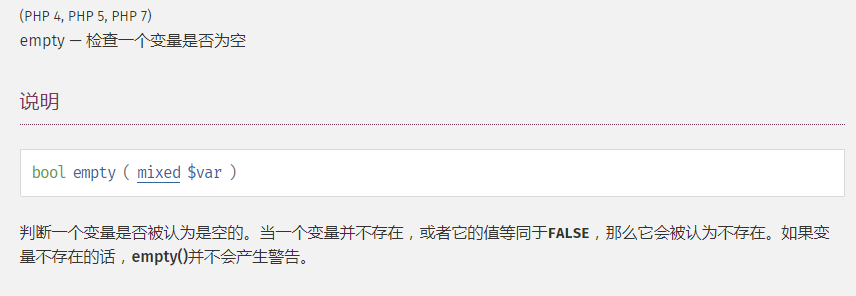 (PHP 4, PHP 5, PHP 7)
empty — 检查一个变量是否为空
说明
bool empty ( mixed $var )
判断一个变量是否被认为是空的。当一个变量并不存在，或者它的值等同于FALSE，那么它会被认为不存在。如果变
量不存在的话，empty()并不会产生警告。